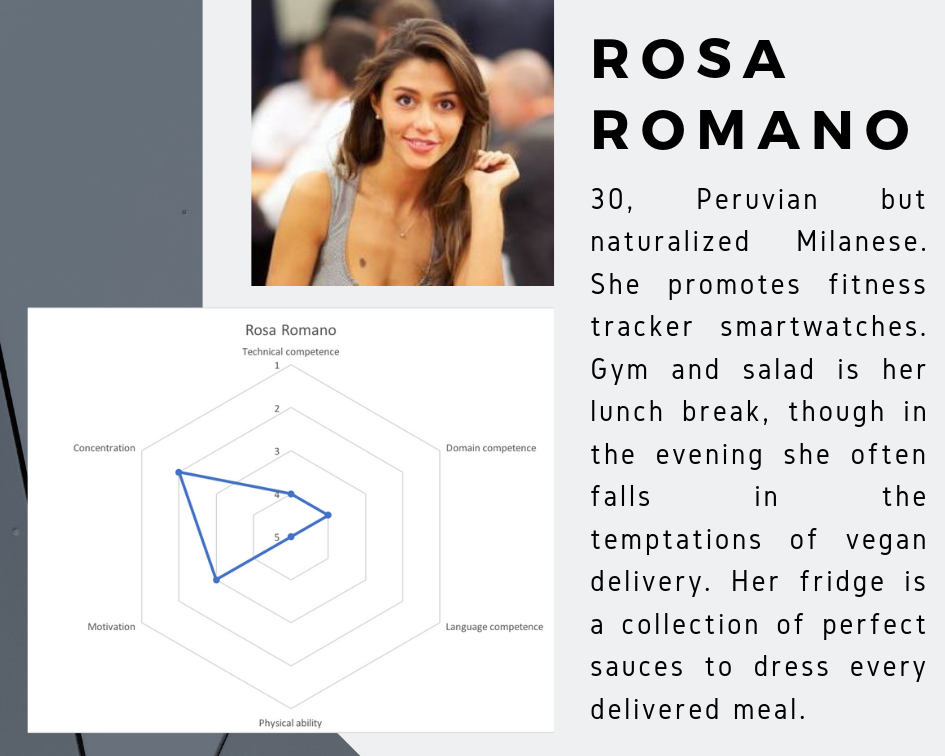 ROSA
ROMANO
30, Peruvian but
naturalized Milanese.
She promotes fitness
tracker smartwatches.
Gym and salad is her
lunch break, though in
the evening she often
falls in the
temptations of vegan
delivery. Her fridge is
a collection of perfect
sauces to dress every
delivered meal.
Rosa Romano
Technical competence
1
2
3
4
5
Concentration
Domain competence
Motivation
Language competence
Physical ability